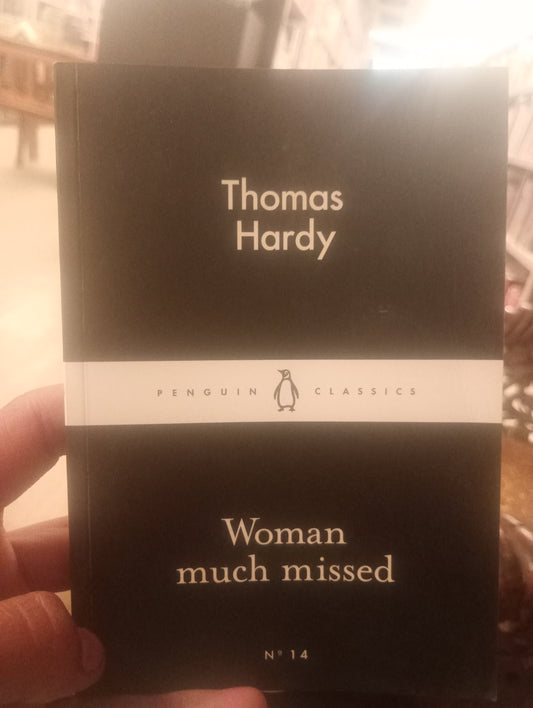 Thomas
Hardy
PENGUIN CLASSICS
Woman
much missed
Nº 14